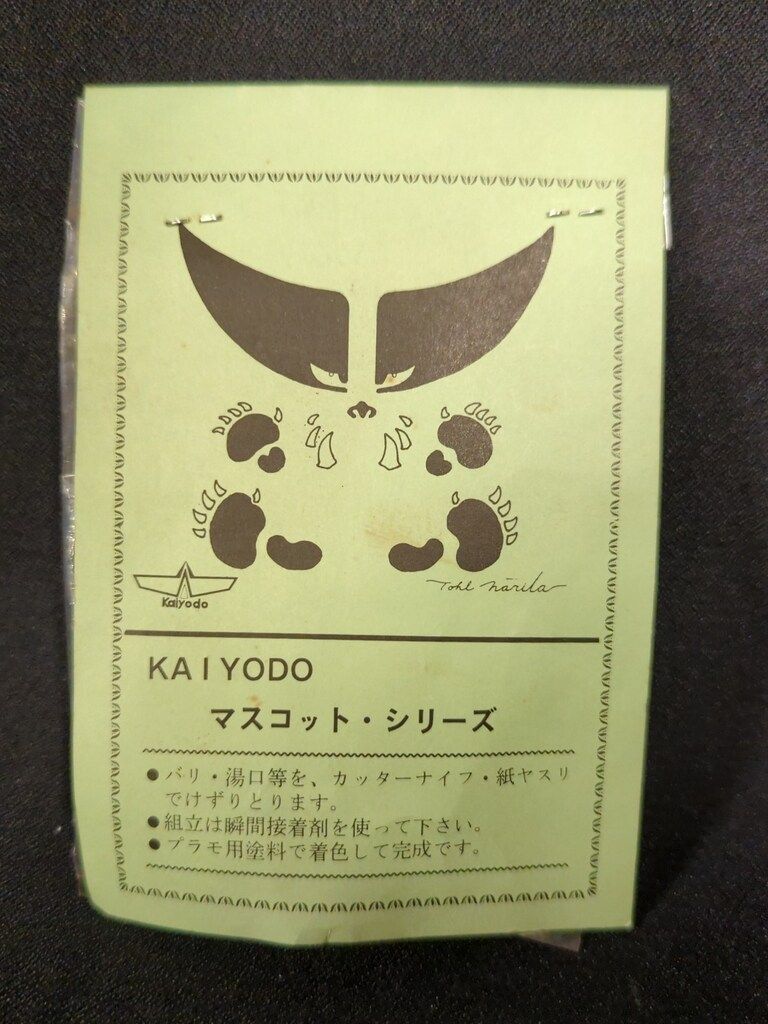 Kaiyodo
Tohl Narita
KAIYODO
マスコット・シリーズ
●バリ・湯口等を、カッターナイフ・紙ヤスリ
でけずりとります。
●組立は瞬間接着剤を使って下さい。
●プラモ用塗料で着色して完成です。